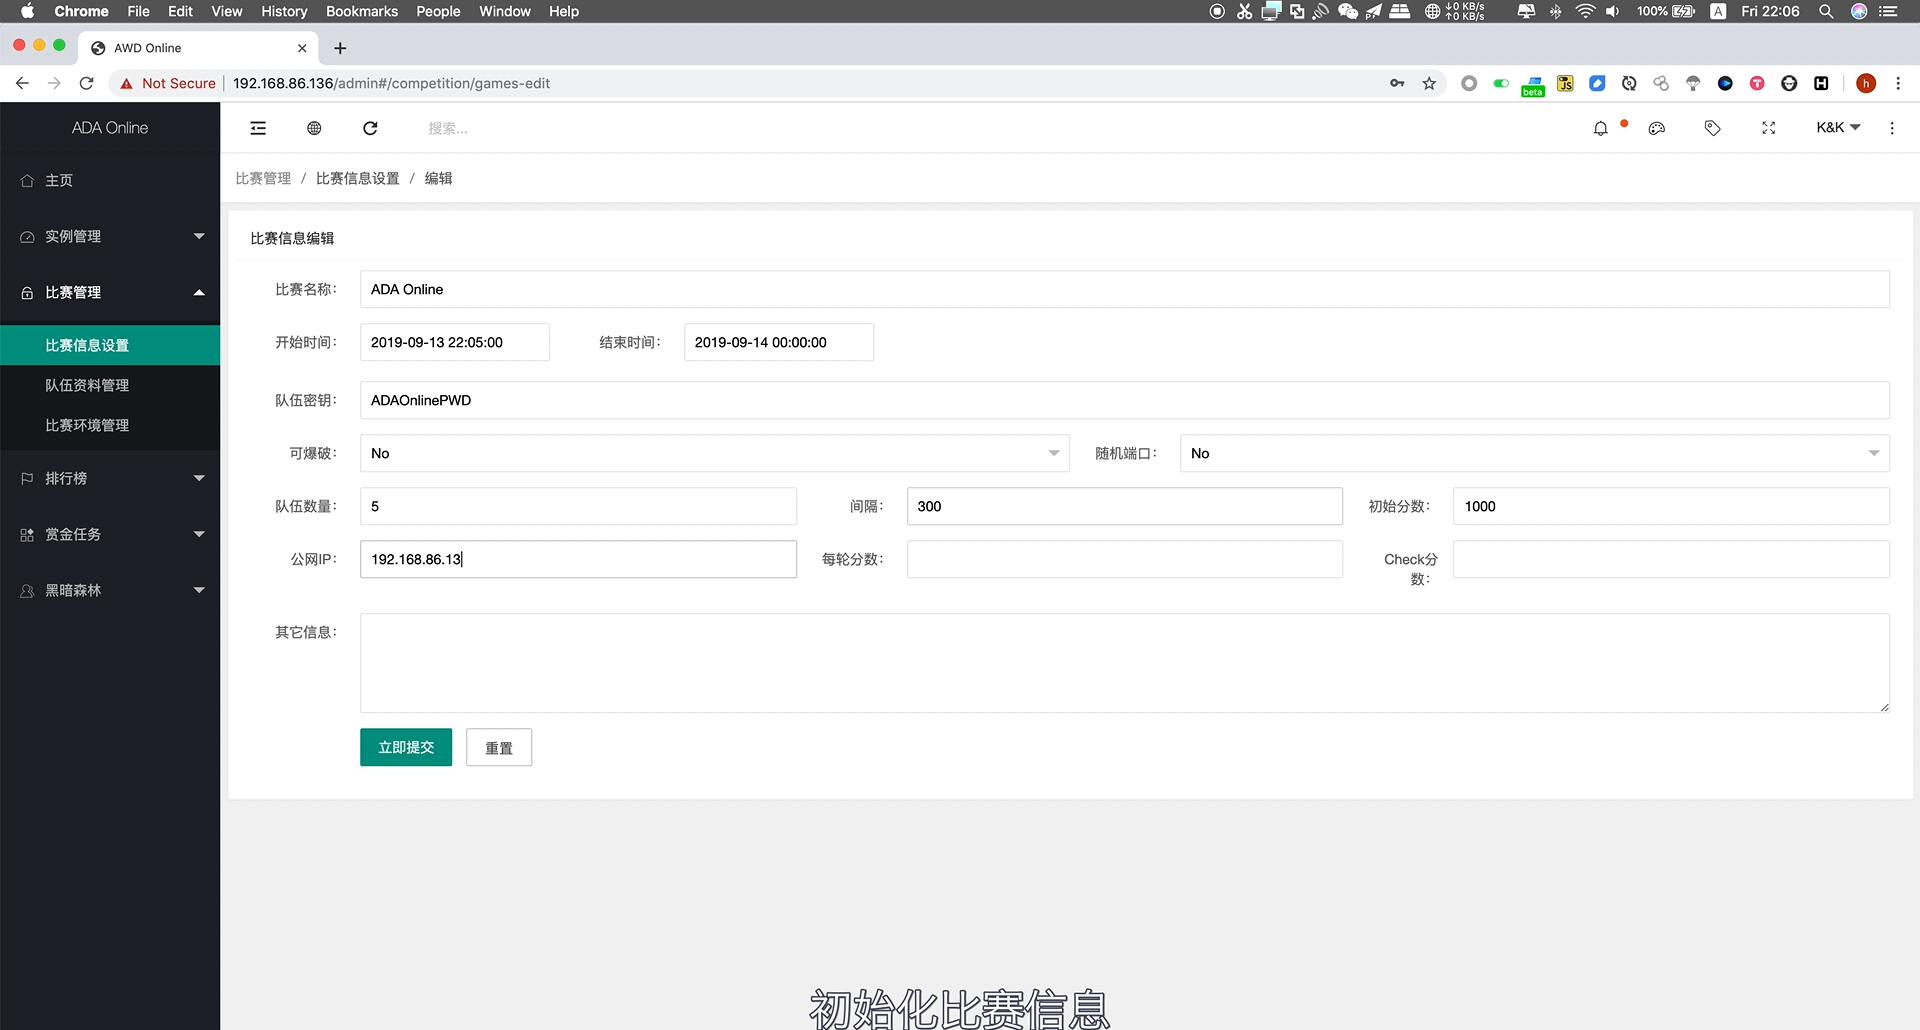 Chrome File Edit View History Bookmarks People Window Help ↓0 KB/s ↑0 KB/s 100% A Fri 22:06
AWD Online
Not Secure 192.168.86.136/admin#/competition/games-edit beta JS T H h
ADA Online
搜索...
K&K
主页
实例管理
比赛管理
比赛信息设置
队伍资料管理
比赛环境管理
排行榜
赏金任务
黑暗森林
比赛管理 / 比赛信息设置 / 编辑
比赛信息编辑
比赛名称: ADA Online
开始时间: 2019-09-13 22:05:00 结束时间: 2019-09-14 00:00:00
队伍密钥: ADAOnlinePWD
可爆破: No 随机端口: No
队伍数量: 5 间隔: 300 初始分数: 1000
公网IP: 192.168.86.13 每轮分数: Check分
数:
其它信息:
立即提交 重置
初始化比赛信息